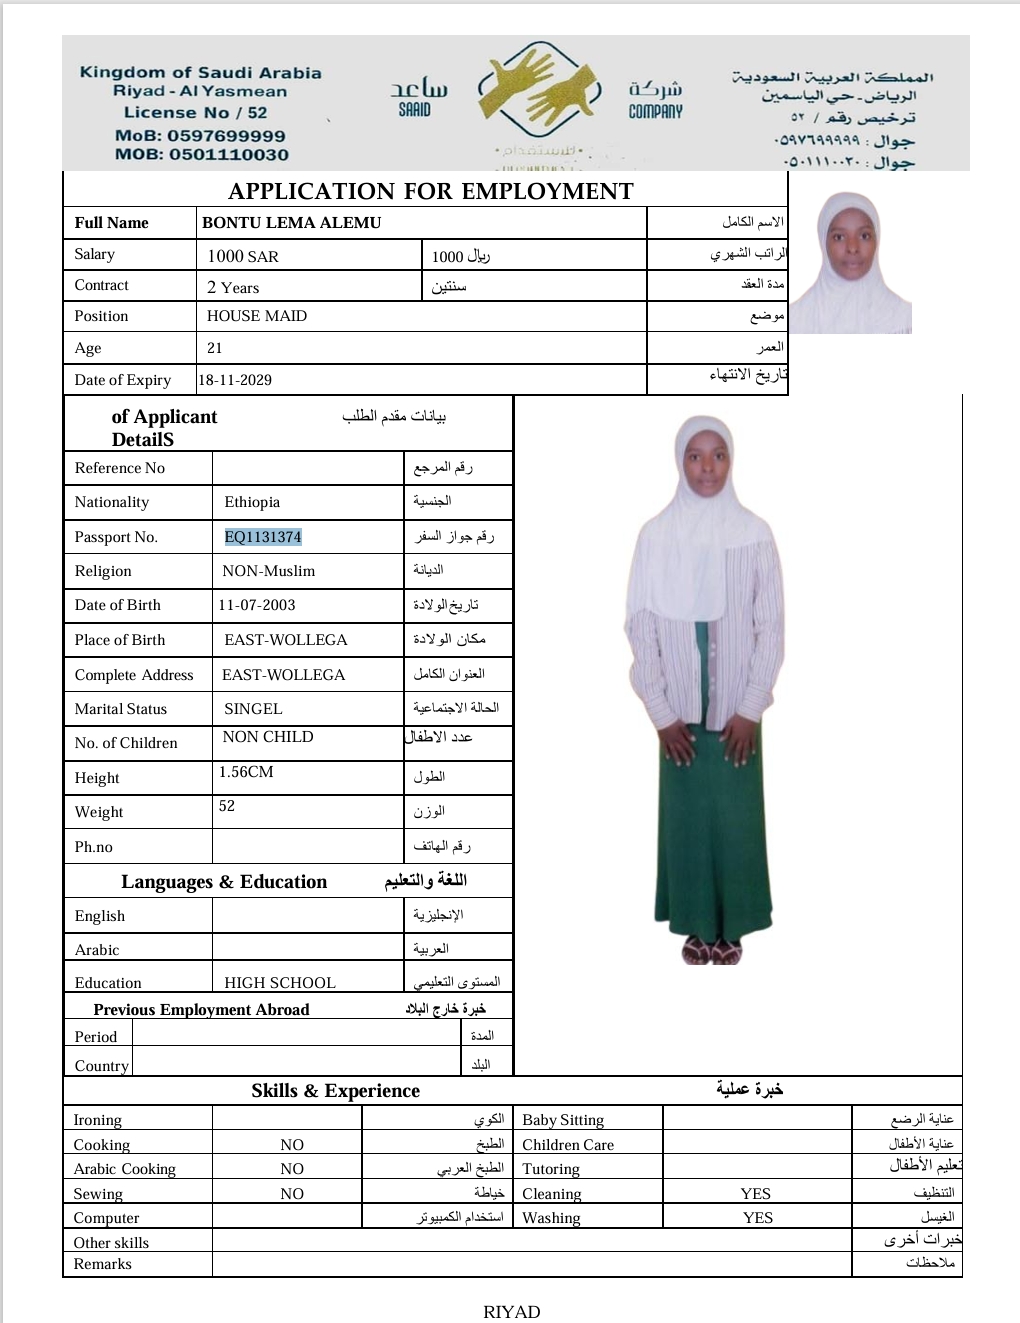 Kingdom of Saudi Arabia
Riyad - Al Yasmean
License No / 52
MoB: 0597699999
MOB: 0501110030
ساعد
SAAID
شركة
COMPANY
للاستقدام
المملكة العربية السعودية
الرياض - حي الياسمين
ترخيص رقم / ٥٢
جوال : ٠٥٩٧٦٩٩٩٩٩
جوال : ٠٥٠١١١٠٠٣٠
APPLICATION FOR EMPLOYMENT
Full Name BONTU LEMA ALEMU الاسم الكامل
Salary 1000 SAR 1000 ريال الراتب الشهري
Contract 2 Years سنتين مدة العقد
Position HOUSE MAID موضع
Age 21 العمر
Date of Expiry 18-11-2029 تاريخ الانتهاء
of Applicant بيانات مقدم الطلب
DetailS
Reference No رقم المرجع
Nationality Ethiopia الجنسية
Passport No. EQ1131374 رقم جواز السفر
Religion NON-Muslim الديانة
Date of Birth 11-07-2003 تاريخ الولادة
Place of Birth EAST-WOLLEGA مكان الولادة
Complete Address EAST-WOLLEGA العنوان الكامل
Marital Status SINGEL الحالة الاجتماعية
No. of Children NON CHILD عدد الاطفال
Height 1.56CM الطول
Weight 52 الوزن
Ph.no رقم الهاتف
Languages & Education اللغة والتعليم
English الإنجليزية
Arabic العربية
Education HIGH SCHOOL المستوى التعليمي
Previous Employment Abroad خبرة خارج البلاد
Period المدة
Country البلد
Skills & Experience خبرة عملية
Ironing الكوي Baby Sitting عناية الرضع
Cooking NO الطبخ Children Care عناية الأطفال
Arabic Cooking NO الطبخ العربي Tutoring تعليم الأطفال
Sewing NO خياطة Cleaning YES التنظيف
Computer استخدام الكمبيوتر Washing YES الغيسل
Other skills خبرات أخرى
Remarks ملاحظات
RIYAD